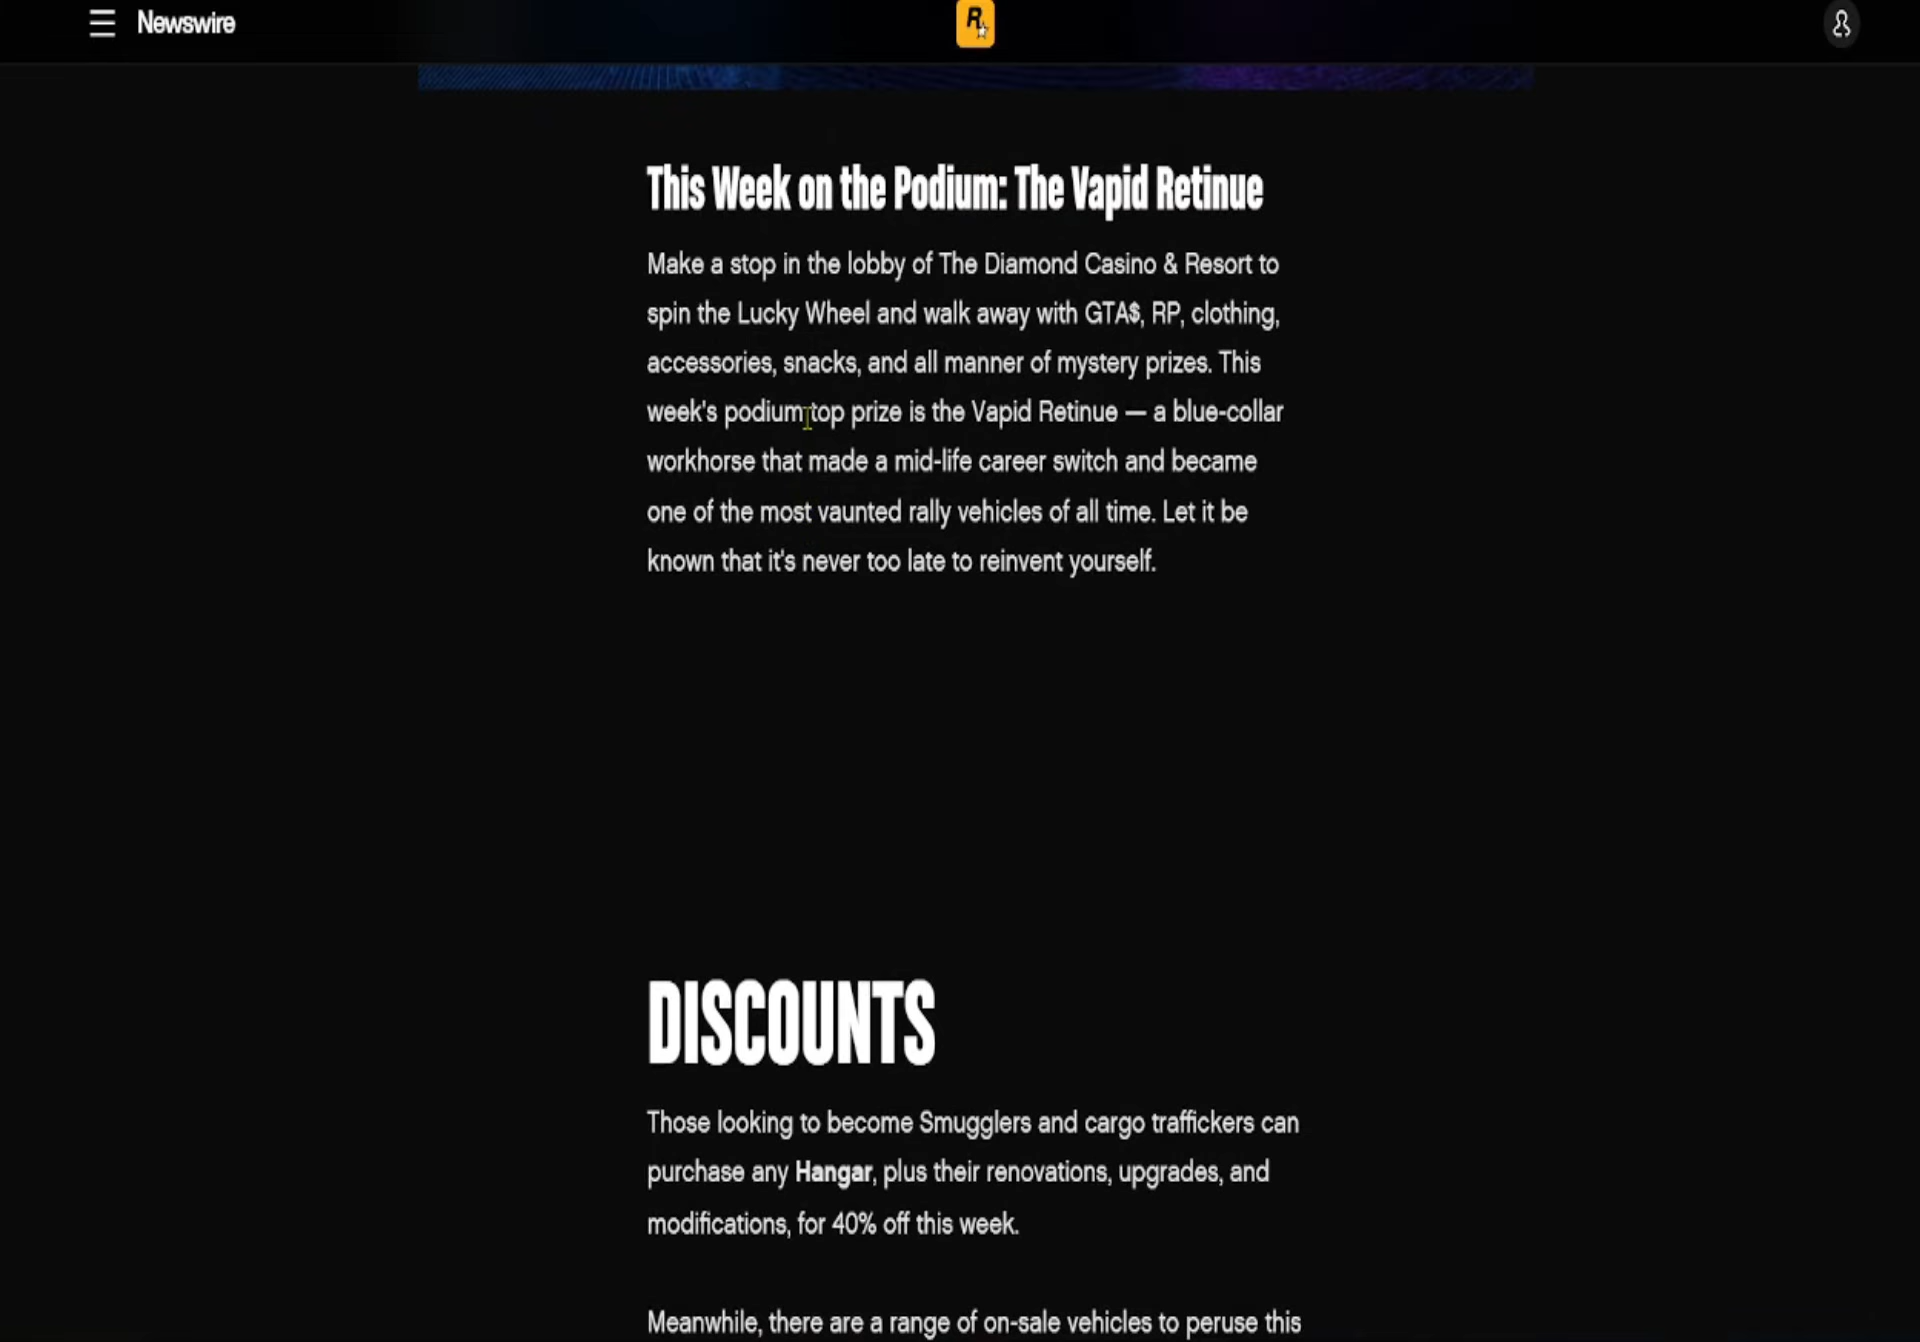 Newswire
R
This Week on the Podium: The Vapid Retinue
Make a stop in the lobby of The Diamond Casino & Resort to
spin the Lucky Wheel and walk away with GTA$, RP, clothing,
accessories, snacks, and all manner of mystery prizes. This
week's podium top prize is the Vapid Retinue — a blue-collar
workhorse that made a mid-life career switch and became
one of the most vaunted rally vehicles of all time. Let it be
known that it's never too late to reinvent yourself.
DISCOUNTS
Those looking to become Smugglers and cargo traffickers can
purchase any Hangar, plus their renovations, upgrades, and
modifications, for 40% off this week.
Meanwhile, there are a range of on-sale vehicles to peruse this